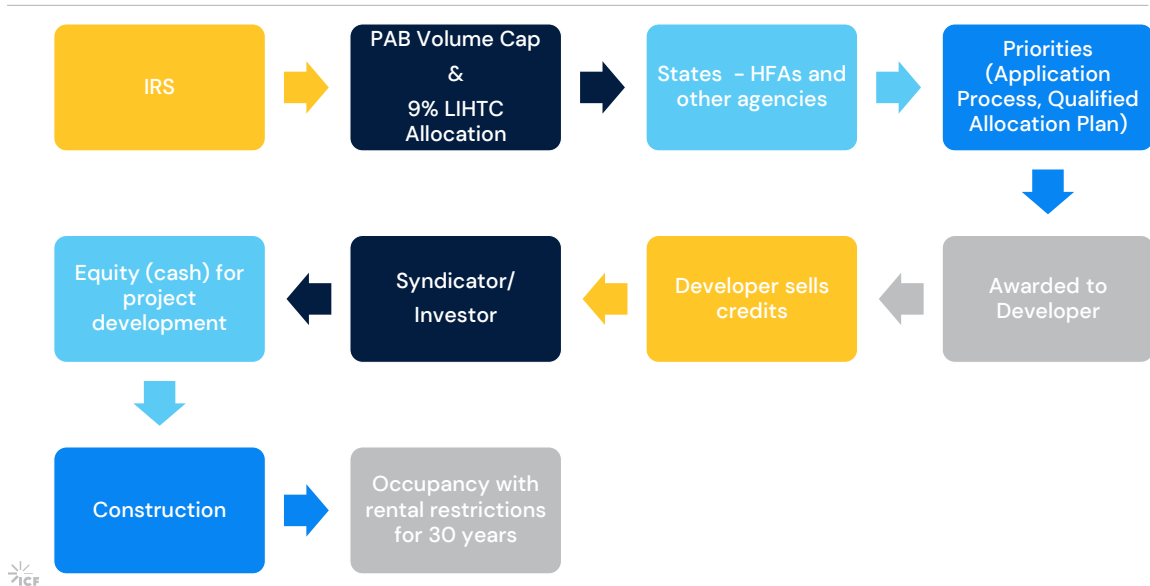 IRS
PAB Volume Cap
&
9% LIHTC
Allocation
States - HFAs and
other agencies
Priorities
(Application
Process, Qualified
Allocation Plan)
Equity (cash) for
project
development
Syndicator/
Investor
Developer sells
credits
Awarded to
Developer
Construction
Occupancy with
rental restrictions
for 30 years
ICF